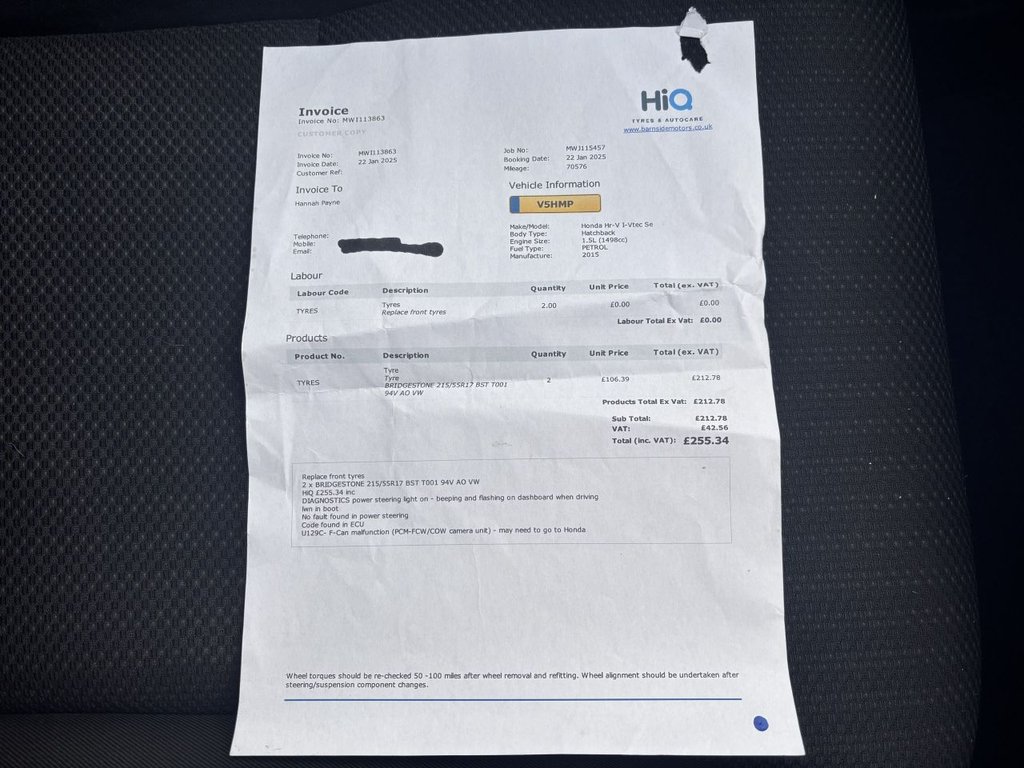 Invoice
Invoice No: MWI113863
CUSTOMER COPY
HiQ
TYRES & AUTOCARE
www.barnsidemotors.co.uk
Invoice No: MWI113863
Invoice Date: 22 Jan 2025
Customer Ref:
Job No: MWJ115457
Booking Date: 22 Jan 2025
Mileage: 70576
Invoice To
Hannah Payne
Telephone:
Mobile:
Email:
Vehicle Information
V5HMP
Make/Model: Honda Hr-V I-Vtec Se
Body Type: Hatchback
Engine Size: 1.5L (1498cc)
Fuel Type: PETROL
Manufacture: 2015
Labour
Labour Code Description Quantity Unit Price Total (ex. VAT)
TYRES Tyres 2.00 £0.00 £0.00
Replace front tyres
Labour Total Ex Vat: £0.00
Products
Product No. Description Quantity Unit Price Total (ex. VAT)
Tyre
TYRES Tyre 2 £106.39 £212.78
BRIDGESTONE 215/55R17 BST T001
94V AO VW
Products Total Ex Vat: £212.78
Sub Total: £212.78
VAT: £42.56
Total (inc. VAT): £255.34
Replace front tyres
2 x BRIDGESTONE 215/55R17 BST T001 94V AO VW
HiQ £255.34 inc
DIAGNOSTICS power steering light on - beeping and flashing on dashboard when driving
lwn in boot
No fault found in power steering
Code found in ECU
U129C- F-Can malfunction (PCM-FCW/COW camera unit) - may need to go to Honda
Wheel torques should be re-checked 50 -100 miles after wheel removal and refitting. Wheel alignment should be undertaken after
steering/suspension component changes.